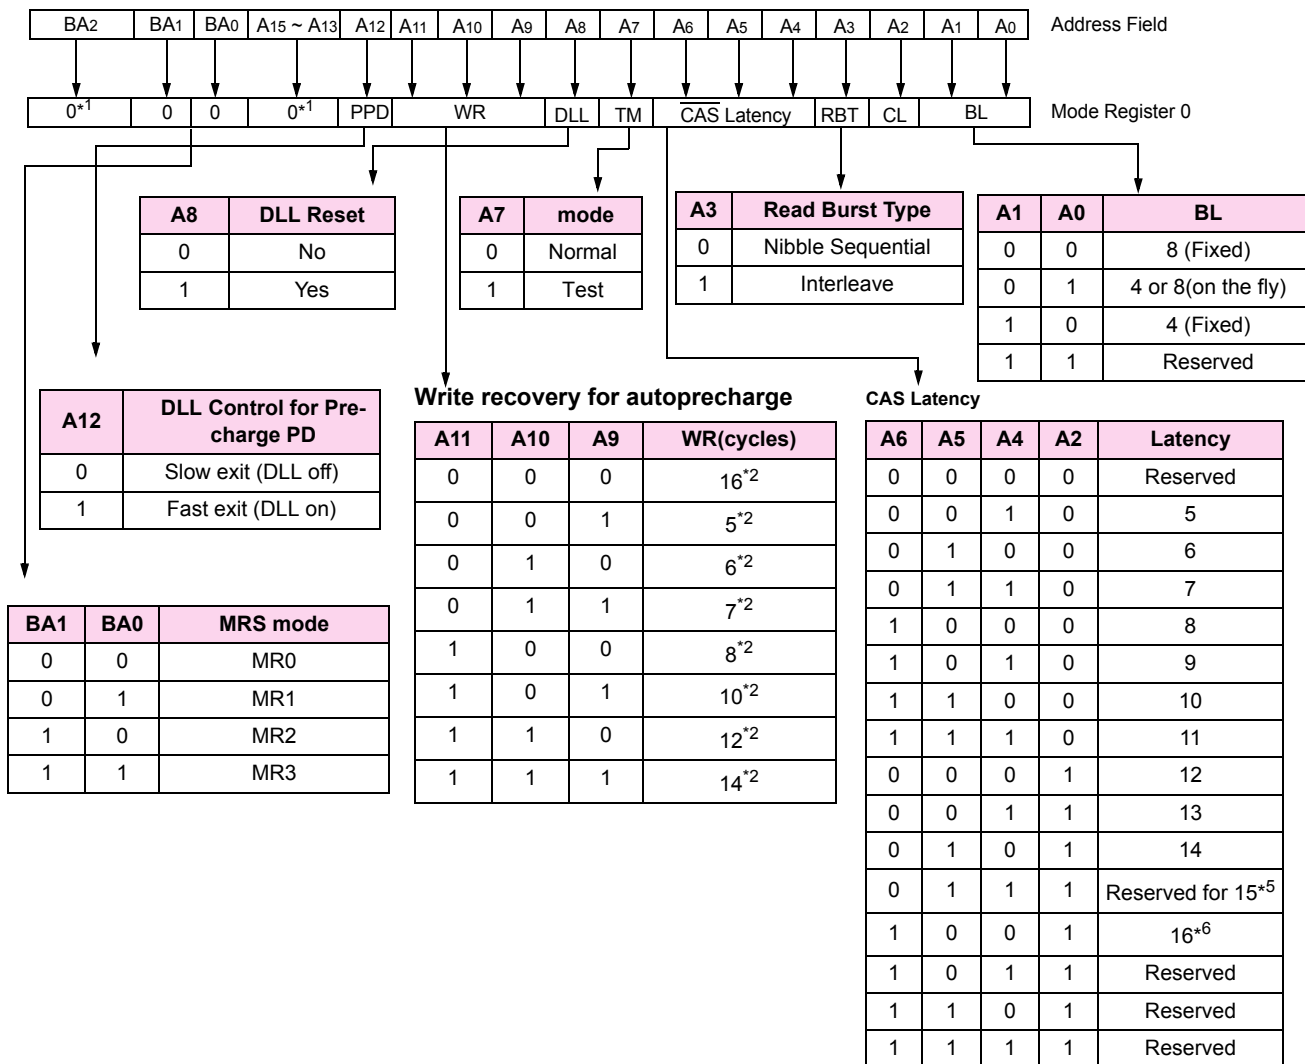 BA2 BA1 BA0 A15 ~ A13 A12 A11 A10 A9 A8 A7 A6 A5 A4 A3 A2 A1 A0 Address Field
0*1 0 0 0*1 PPD WR DLL TM CAS Latency RBT CL BL Mode Register 0
A8 DLL Reset
0 No
1 Yes
A7 mode
0 Normal
1 Test
A3 Read Burst Type
0 Nibble Sequential
1 Interleave
A1 A0 BL
0 0 8 (Fixed)
0 1 4 or 8(on the fly)
1 0 4 (Fixed)
1 1 Reserved
A12 DLL Control for Pre-
charge PD
0 Slow exit (DLL off)
1 Fast exit (DLL on)
BA1 BA0 MRS mode
0 0 MR0
0 1 MR1
1 0 MR2
1 1 MR3
Write recovery for autoprecharge
A11 A10 A9 WR(cycles)
0 0 0 16*2
0 0 1 5*2
0 1 0 6*2
0 1 1 7*2
1 0 0 8*2
1 0 1 10*2
1 1 0 12*2
1 1 1 14*2
CAS Latency
A6 A5 A4 A2 Latency
0 0 0 0 Reserved
0 0 1 0 5
0 1 0 0 6
0 1 1 0 7
1 0 0 0 8
1 0 1 0 9
1 1 0 0 10
1 1 1 0 11
0 0 0 1 12
0 0 1 1 13
0 1 0 1 14
0 1 1 1 Reserved for 15*5
1 0 0 1 16*6
1 0 1 1 Reserved
1 1 0 1 Reserved
1 1 1 1 Reserved